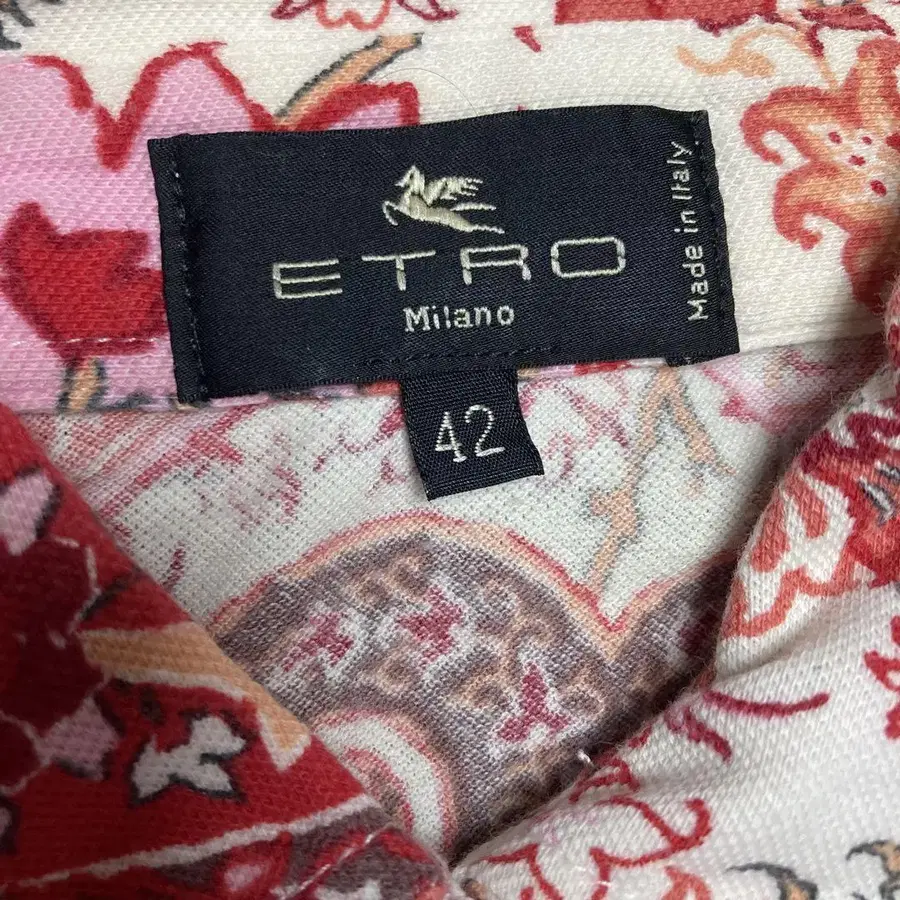 ETRO
Milano
Made in Italy
42